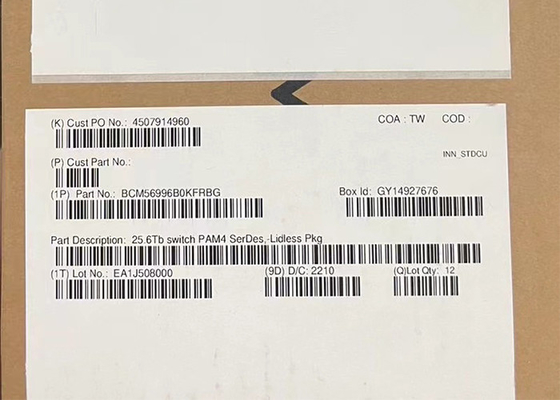 (K) Cust PO No.: 4507914960 COA : TW COD :
INN_STDCU
(P) Cust Part No.:
(1P) Part No.: BCM56996B0KFRBG Box Id: GY14927676
Part Description: 25.6Tb switch PAM4 SerDes,-Lidless Pkg
(1T) Lot No.: EA1J508000 (9D) D/C: 2210 (Q)Lot Qty: 12